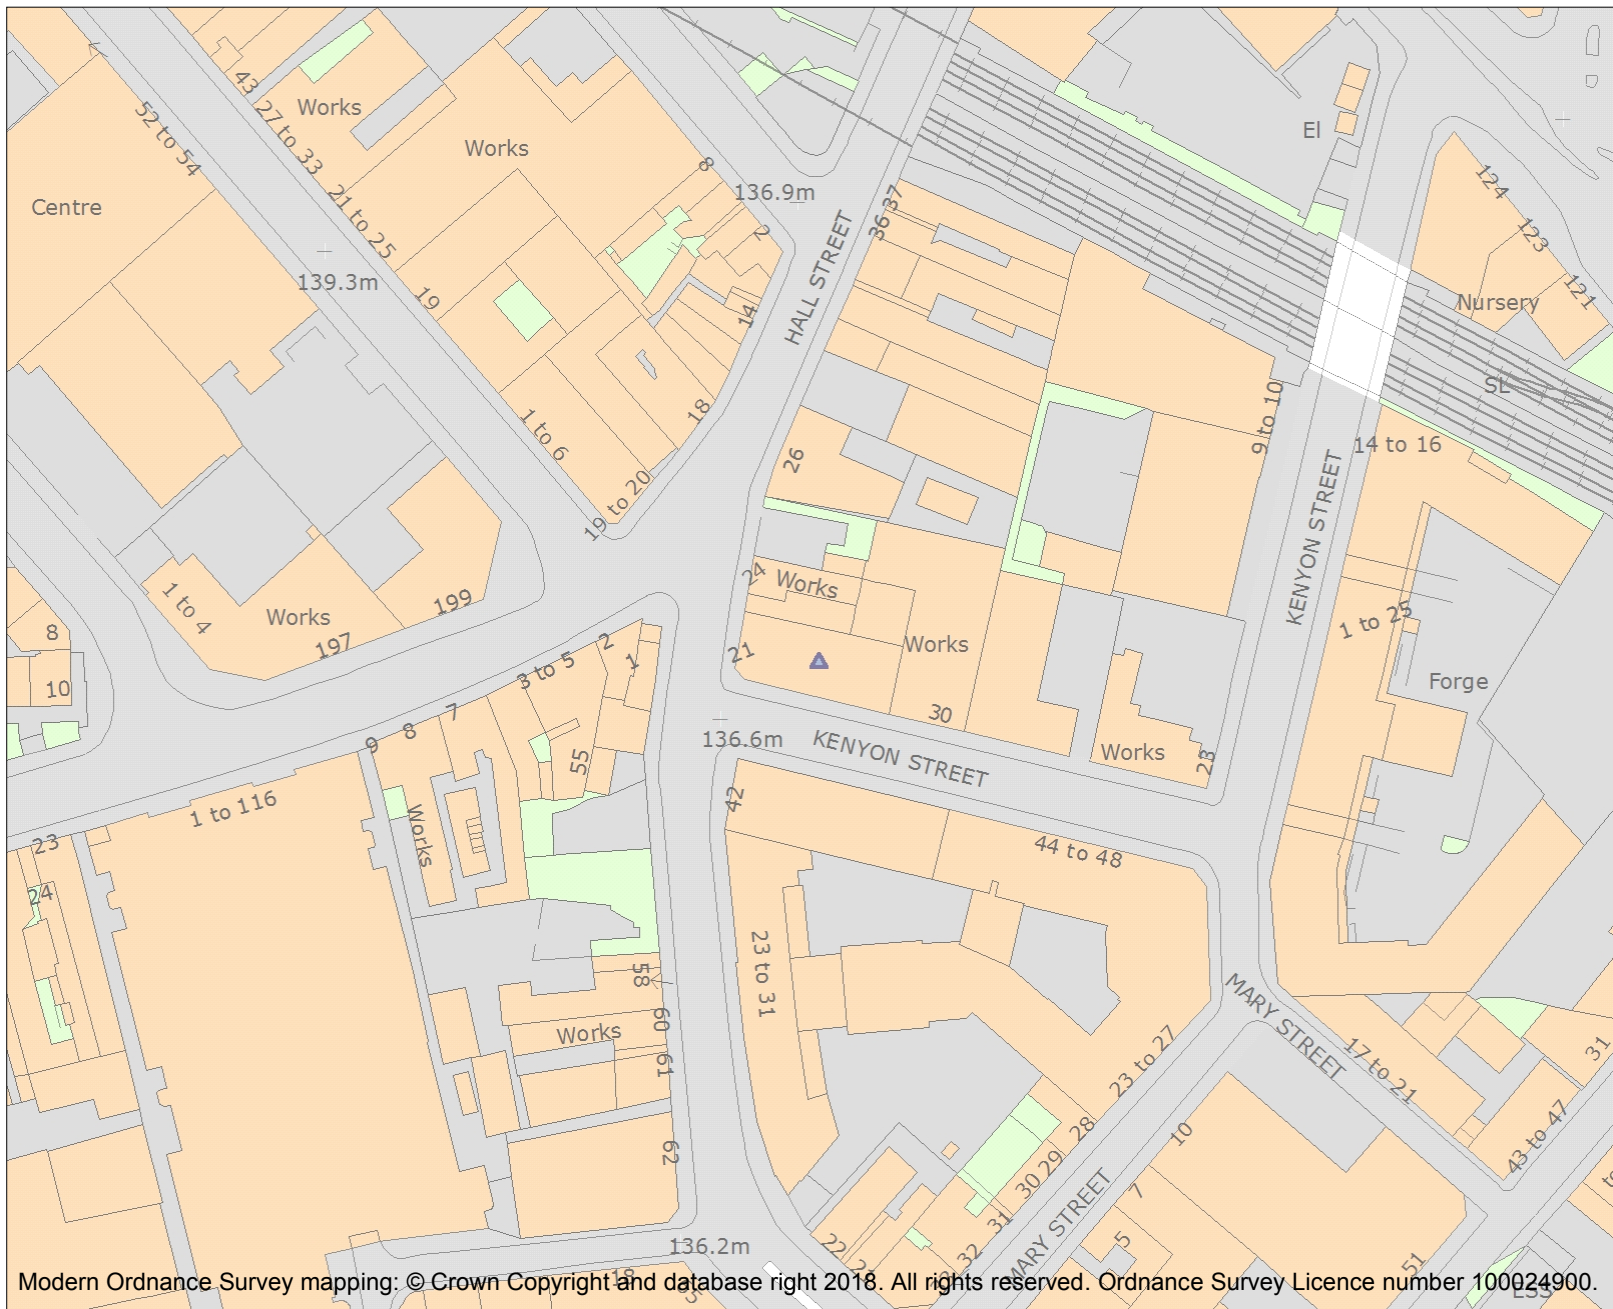 43
27 to 33
Works
Works
52 to 54
El
8
136.9m
124
Centre
21 to 25
36 37
2
123
HALL STREET
139.3m
19
14
121
Nursery
SL
18
1 to 6
9 to 10
14 to 16
26
19 to 20
KENYON STREET
24
Works
1 to 4
199
Works
1 to 25
8
197
2
1
21
Works
3 to 5
10
Forge
7
30
8
9
136.6m
KENYON STREET
Works
23
55
42
1 to 116
Works
44 to 48
23
24
23 to 31
58
MARY STREET
60
Works
17 to 21
31
61
23 to 27
28
10
62
43 to 47
29
30
7
MARY STREET
31
5
22
136.2m
32
51
18
ESS
Modern Ordnance Survey mapping: © Crown Copyright and database right 2018. All rights reserved. Ordnance Survey Licence number 100024900.